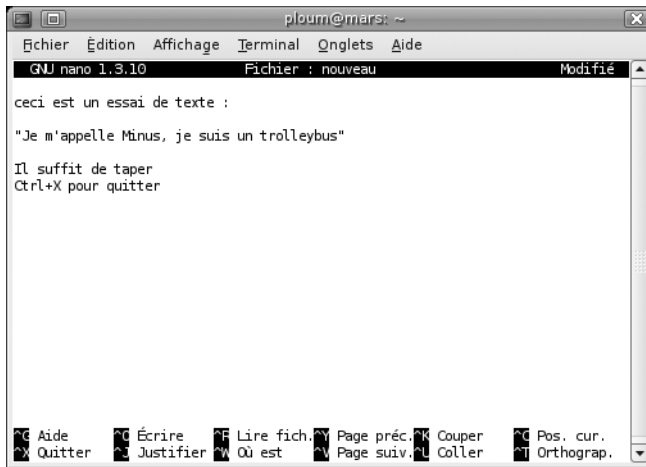 ploum@mars: ~
Fichier Édition Affichage Terminal Onglets Aide
GNU nano 1.3.10 Fichier : nouveau Modifié
ceci est un essai de texte :
"Je m'appelle Minus, je suis un trolleybus"
Il suffit de taper
Ctrl+X pour quitter
^G Aide ^O Écrire ^R Lire fich. ^Y Page préc. ^K Couper ^C Pos. cur.
^X Quitter ^J Justifier ^W Où est ^V Page suiv. ^U Coller ^T Orthograp.